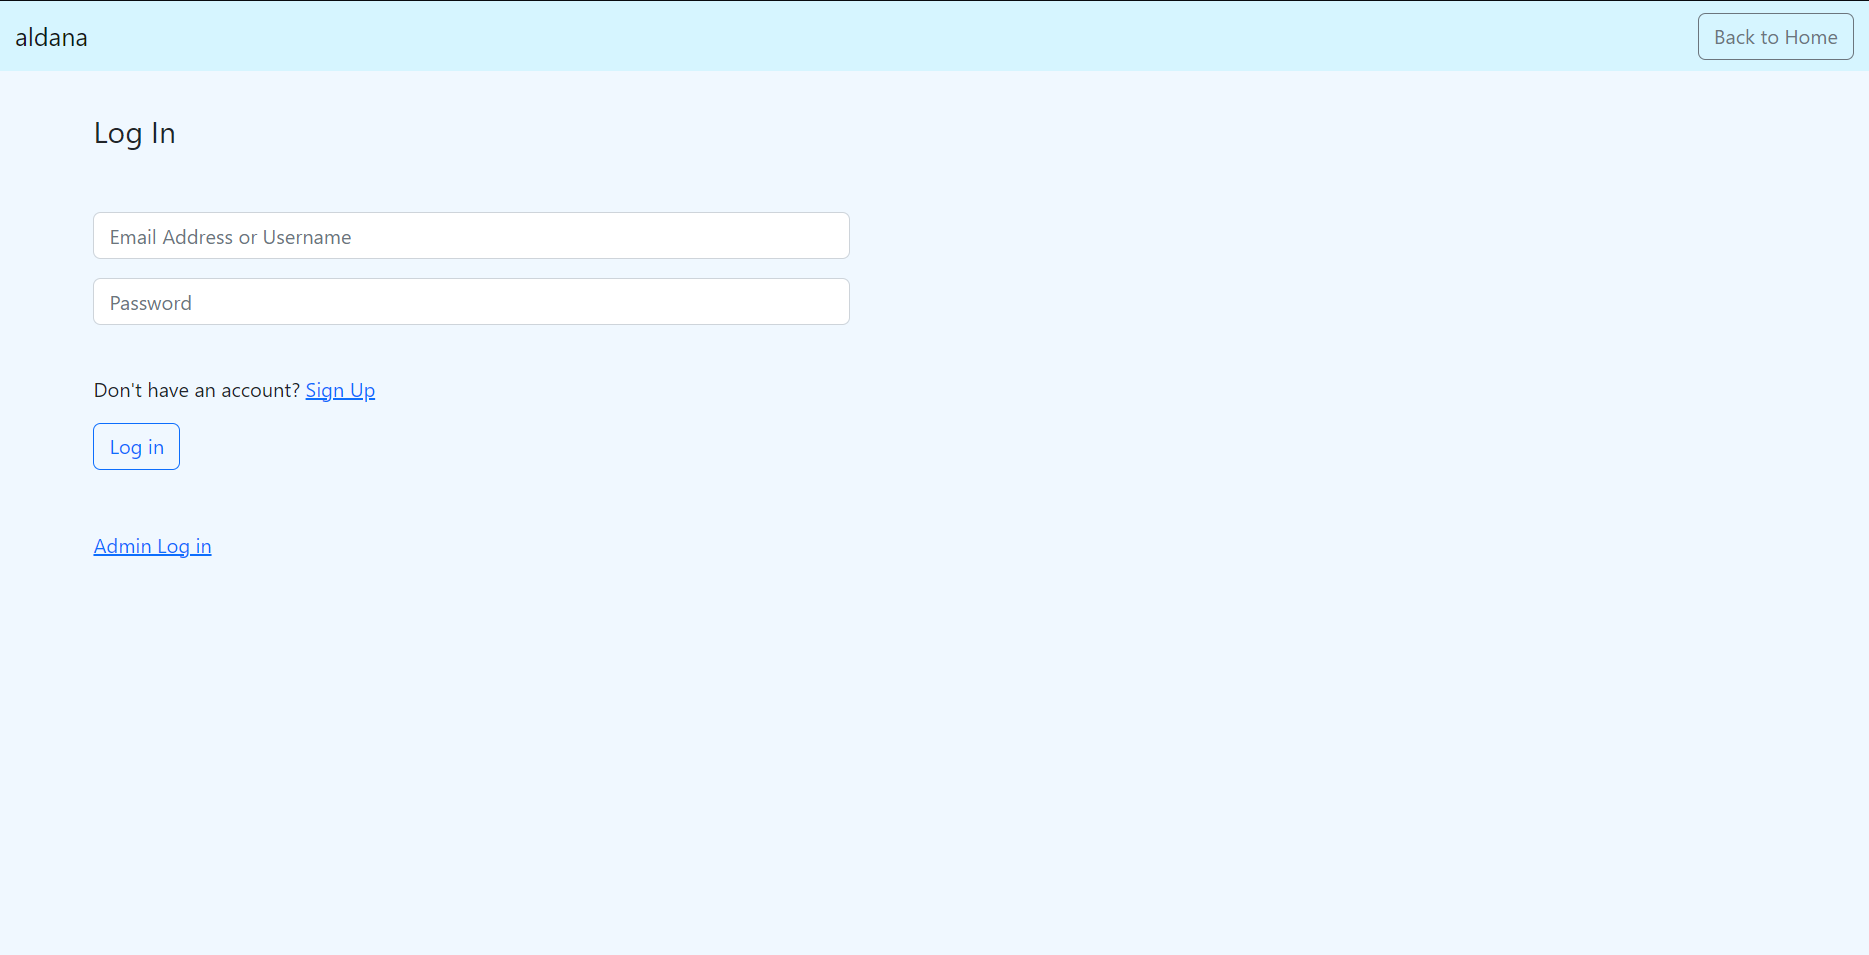 aldana
Back to Home
Log In
Email Address or Username
Password
Don't have an account? Sign Up
Log in
Admin Log in